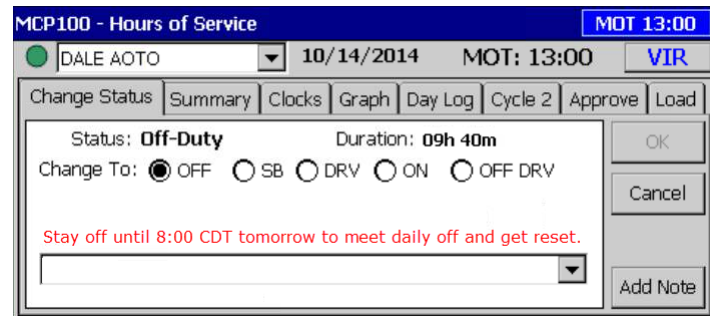 MCP100 - Hours of Service MOT 13:00
DALE AOTO 10/14/2014 MOT: 13:00 VIR
Change Status Summary Clocks Graph Day Log Cycle 2 Approve Load
Status: Off-Duty Duration: 09h 40m OK
Change To: OFF SB DRV ON OFF DRV
Cancel
Stay off until 8:00 CDT tomorrow to meet daily off and get reset.
Add Note